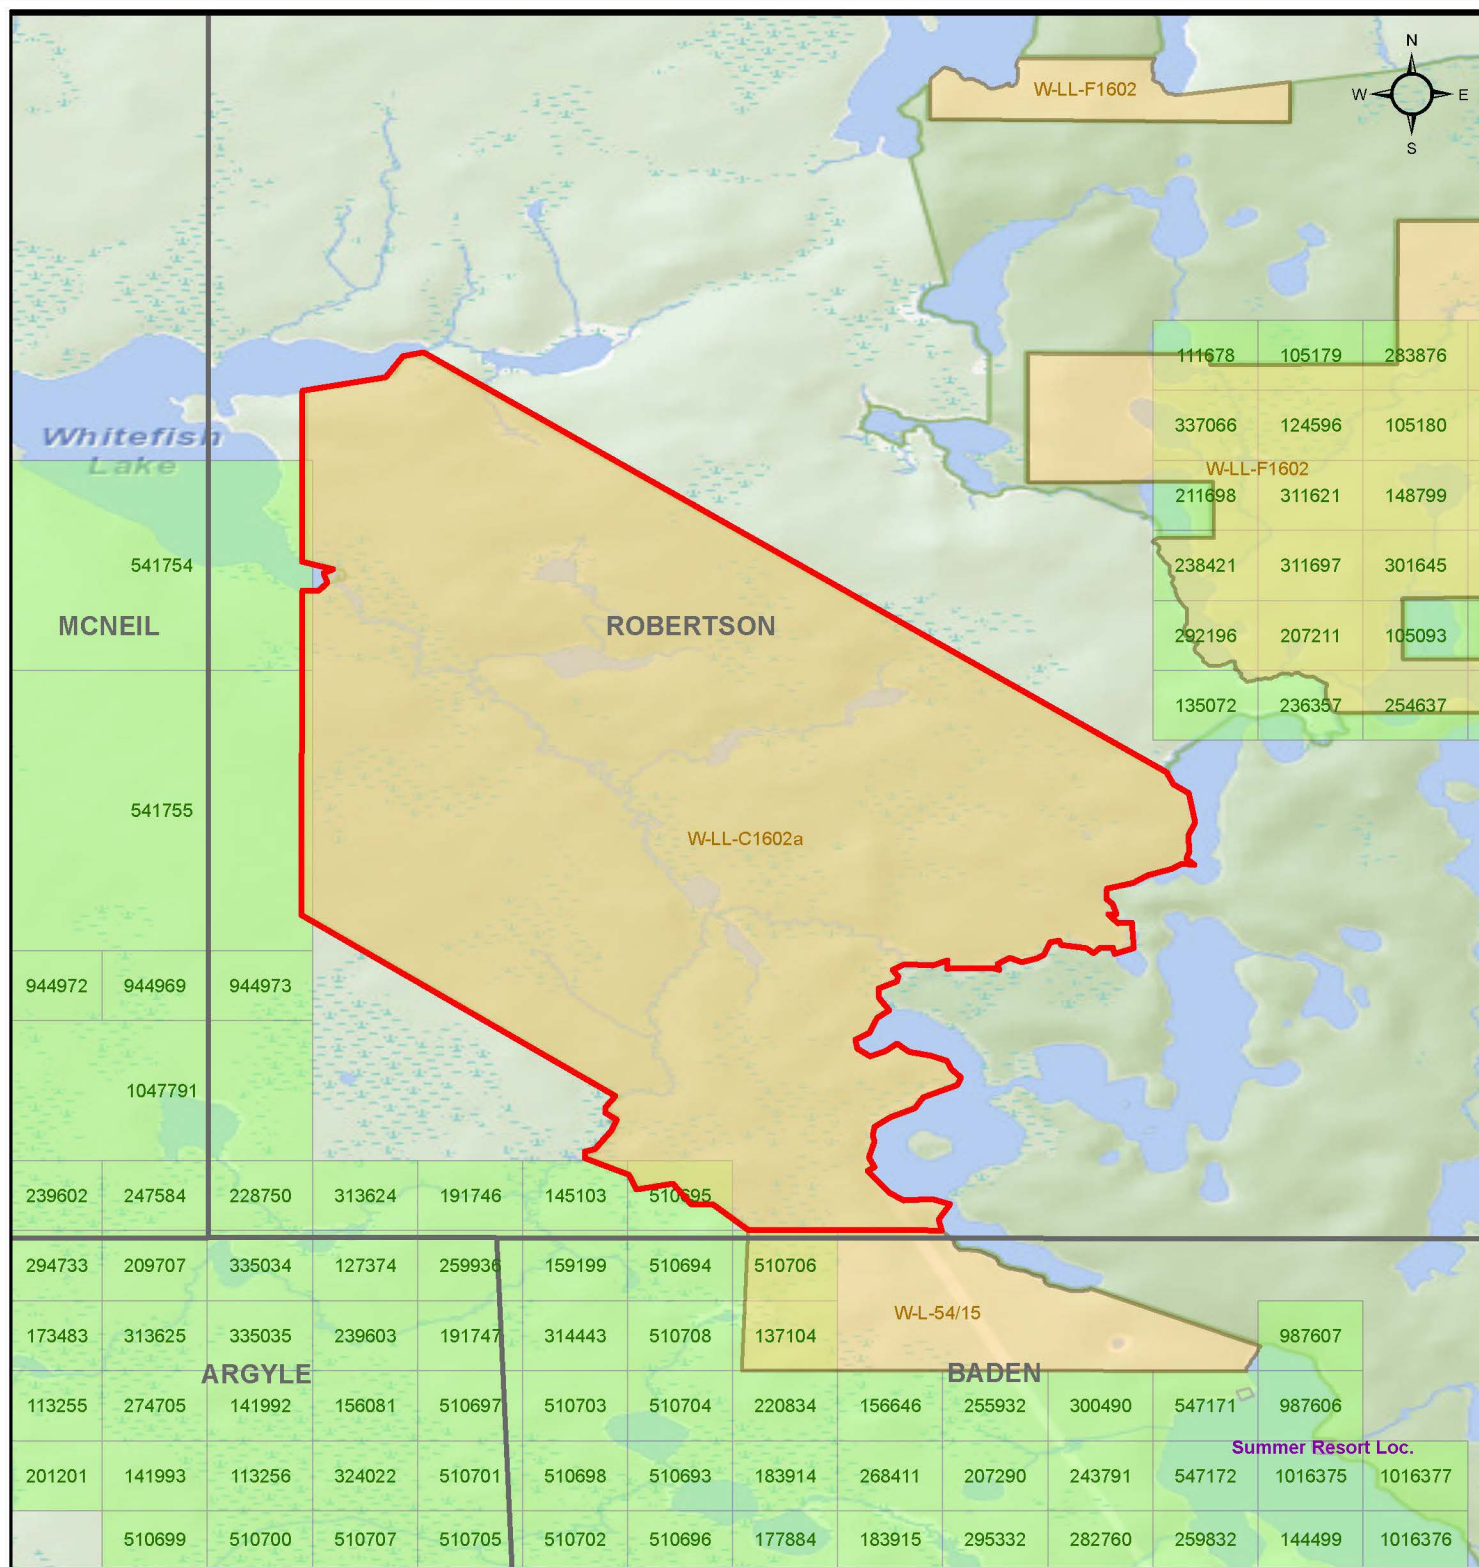 N
W-LL-F1602
W E
S
111678 105179 283876
337066 124596 105180
Whitefish
Lake
W-LL-F1602
211698 311621 148799
541754
238421 311697 301645
MCNEIL ROBERTSON
292196 207211 105093
135072 236357 254637
541755
W-LL-C1602a
944972 944969 944973
1047791
239602 247584 228750 313624 191746 145103 510695
294733 209707 335034 127374 259936 159199 510694 510706
W-L-54/15
173483 313625 335035 239603 191747 314443 510708 137104 987607
ARGYLE BADEN
113255 274705 141992 156081 510697 510703 510704 220834 156646 255932 300490 547171 987606
Summer Resort Loc.
201201 141993 113256 324022 510701 510698 510693 183914 268411 207290 243791 547172 1016375 1016377
510699 510700 510707 510705 510702 510696 177884 183915 295332 282760 259832 144499 1016376